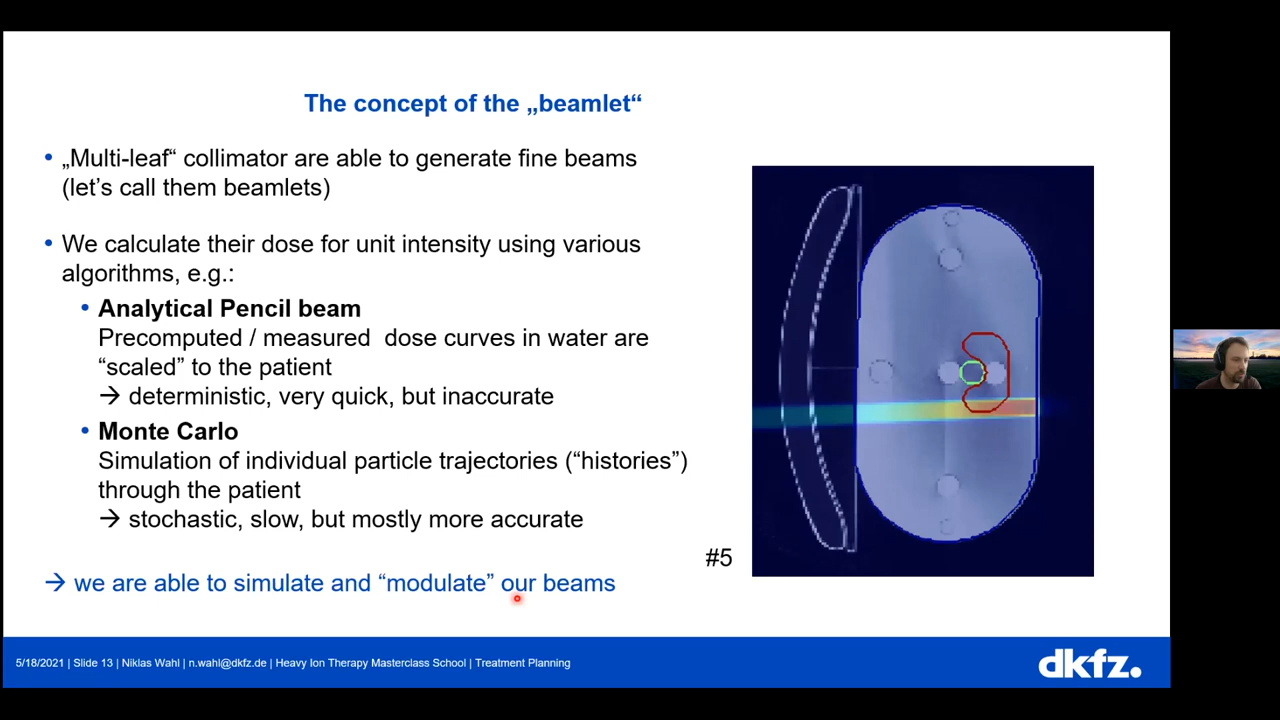 The concept of the „beamlet“
• „Multi-leaf“ collimator are able to generate fine beams
(let’s call them beamlets)
• We calculate their dose for unit intensity using various
algorithms, e.g.:
• Analytical Pencil beam
Precomputed / measured dose curves in water are
“scaled” to the patient
→ deterministic, very quick, but inaccurate
• Monte Carlo
Simulation of individual particle trajectories (“histories”)
through the patient
→ stochastic, slow, but mostly more accurate
#5
→ we are able to simulate and “modulate” our beams
5/18/2021 | Slide 13 | Niklas Wahl | n.wahl@dkfz.de | Heavy Ion Therapy Masterclass School | Treatment Planning
dkfz.